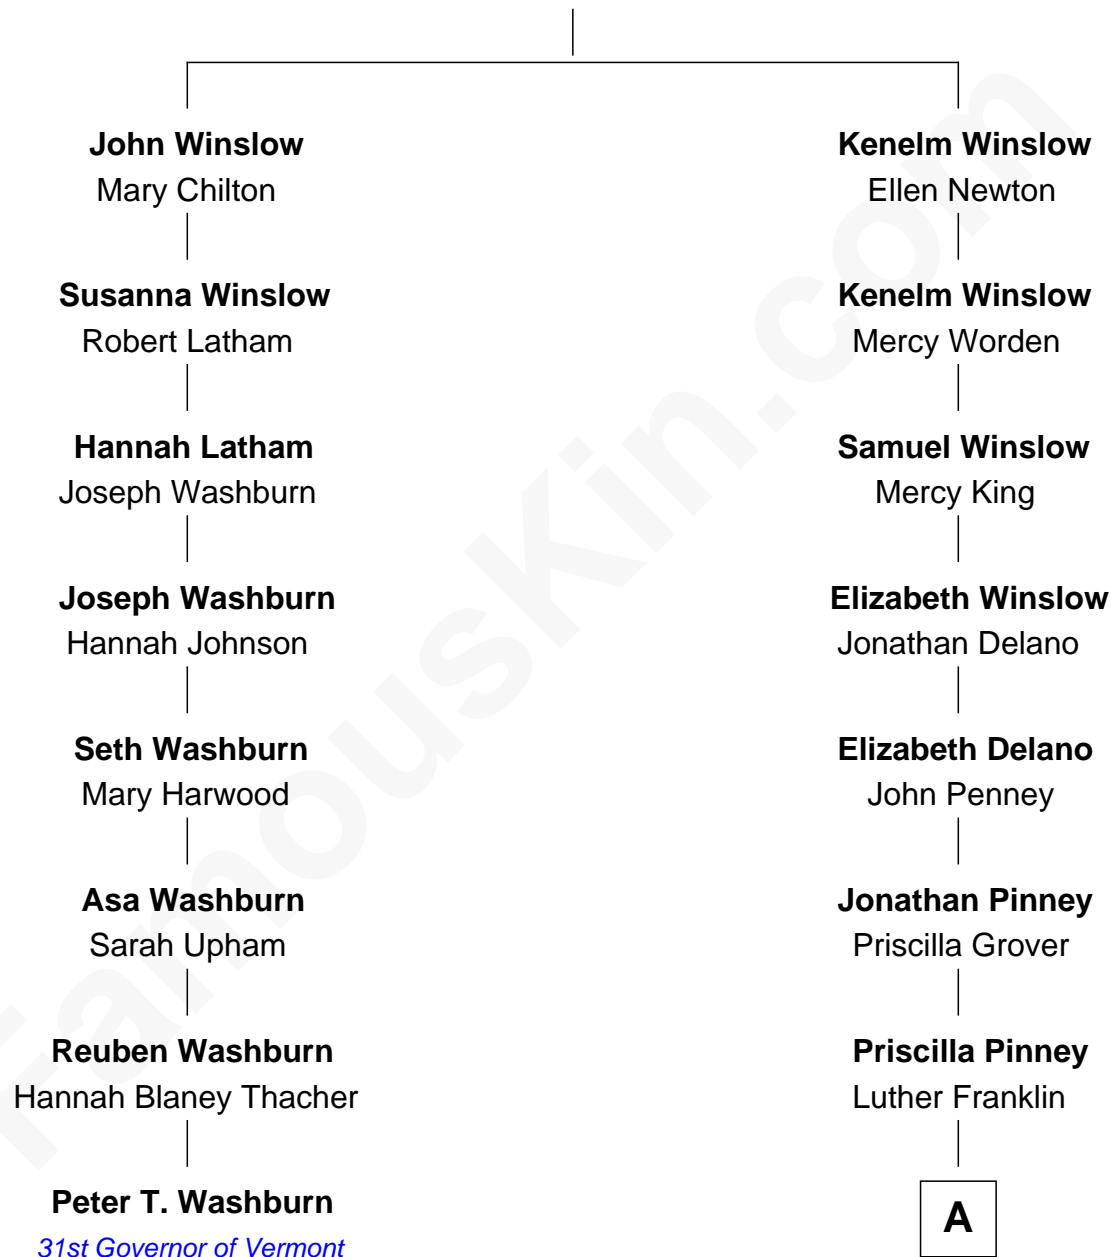 John Winslow
Mary Chilton
Susanna Winslow
Robert Latham
Hannah Latham
Joseph Washburn
Joseph Washburn
Hannah Johnson
Seth Washburn
Mary Harwood
Asa Washburn
Sarah Upham
Reuben Washburn
Hannah Blaney Thacher
Peter T. Washburn
31st Governor of Vermont
Kenelm Winslow
Ellen Newton
Kenelm Winslow
Mercy Worden
Samuel Winslow
Mercy King
Elizabeth Winslow
Jonathan Delano
Elizabeth Delano
John Penney
Jonathan Pinney
Priscilla Grover
Priscilla Pinney
Luther Franklin
A
FamousKin.com